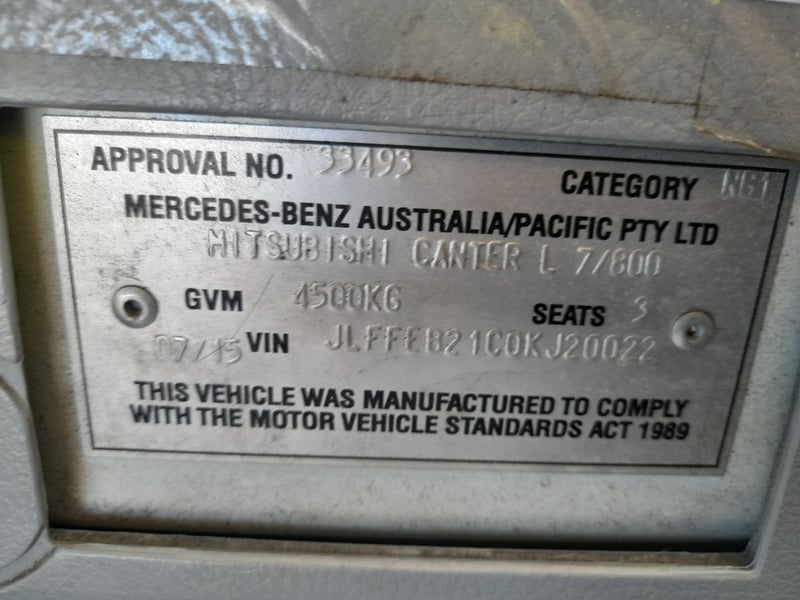 APPROVAL NO. 33493
CATEGORY NB1
MERCEDES-BENZ AUSTRALIA/PACIFIC PTY LTD
MITSUBISHI CANTER L 7/800
GVM 4500KG SEATS 3
07/15 VIN JLFFEB21C0KJ20022
THIS VEHICLE WAS MANUFACTURED TO COMPLY
WITH THE MOTOR VEHICLE STANDARDS ACT 1989